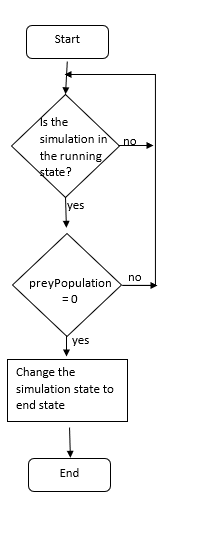 Start
Is the
simulation in
the running
state?
no
yes
preyPopulation
= 0
no
yes
Change the
simulation state to
end state
End